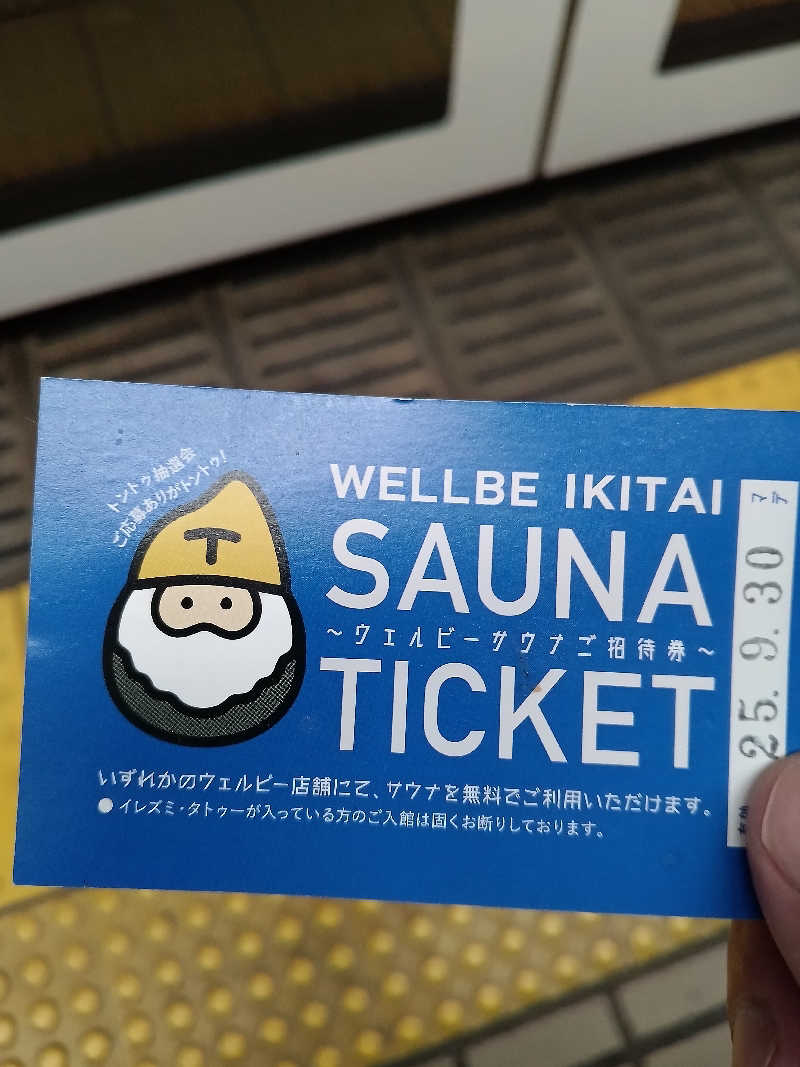 トントゥ抽選会
ご応募ありがトントゥ!
T
WELLBE IKITAI
SAUNA
~ウェルビーサウナご招待券~
TICKET
いずれかのウェルビー店舗にて、サウナを無料でご利用いただけます。
● イレズミ・タトゥーが入っている方のご入館は固くお断りしております。
25. 9. 30
マデ